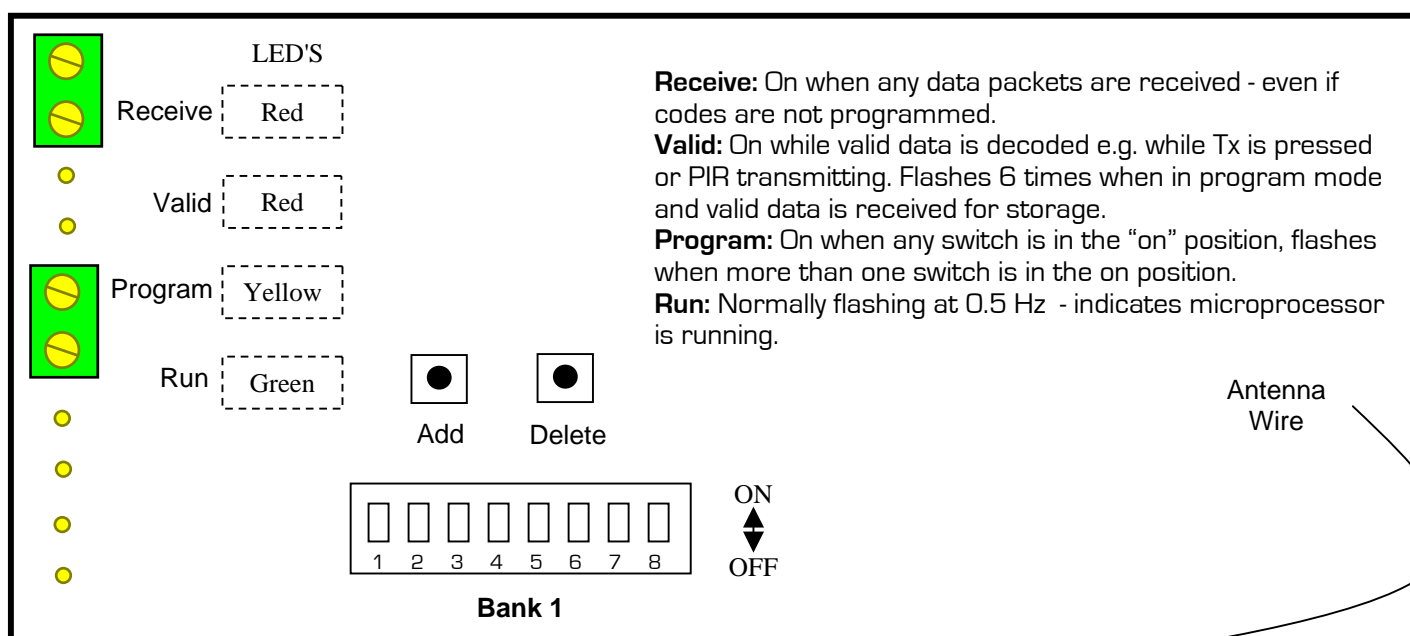 LED'S
Receive
Red
Valid
Red
Program
Yellow
Run
Green
Receive: On when any data packets are received - even if
codes are not programmed.
Valid: On while valid data is decoded e.g. while Tx is pressed
or PIR transmitting. Flashes 6 times when in program mode
and valid data is received for storage.
Program: On when any switch is in the “on” position, flashes
when more than one switch is in the on position.
Run: Normally flashing at 0.5 Hz - indicates microprocessor
is running.
Add
Delete
Antenna
Wire
1 2 3 4 5 6 7 8
ON
OFF
Bank 1